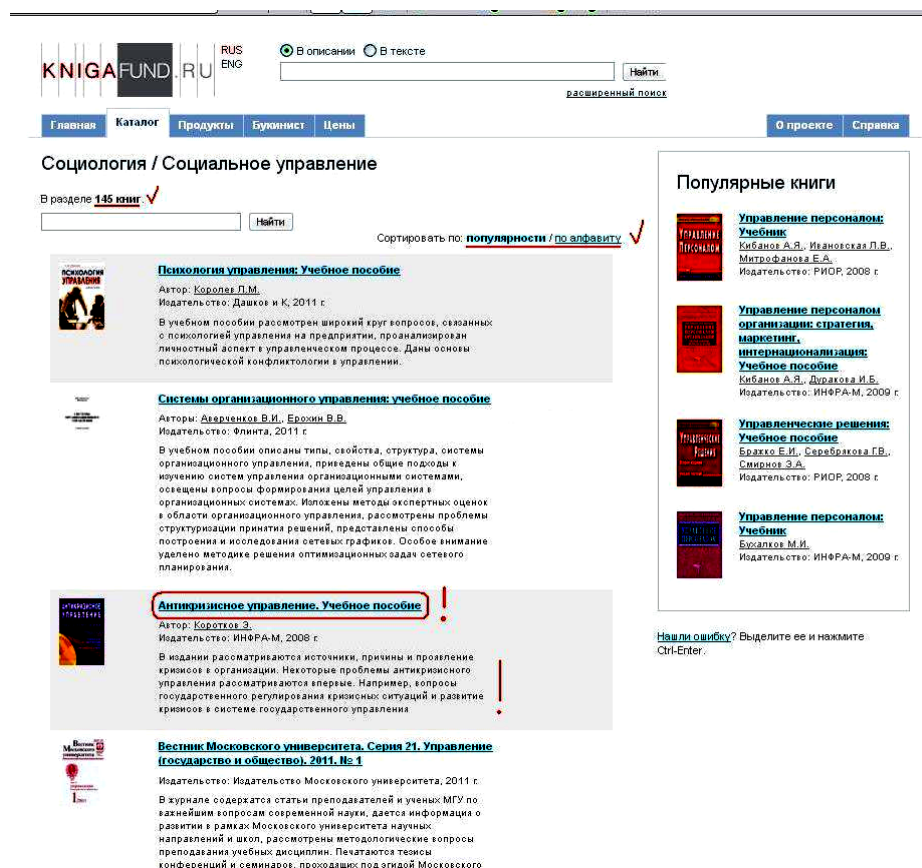 KNIGAFUND.RU
RUS
ENG
В описании В тексте
Найти
расширенный поиск
Главная Каталог Продукты Букинист Цены О проекте Справка
Социология / Социальное управление
В разделе 145 книг.
Найти
Сортировать по: популярности / по алфавиту
Психология управления: Учебное пособие
Автор: Королев Л.М.
Издательство: Дашков и К, 2011 г.
В учебном пособии рассмотрен широкий круг вопросов, связанных
с психологией управления на предприятии, проанализирован
личностный аспект в управленческом процессе. Даны основы
психологической конфликтологии в управлении.
ПСИХОЛОГИЯ
УПРАВЛЕНИЯ
Системы организационного управления: учебное пособие
Авторы: Аверченков В.И., Ерохин В.В.
Издательство: Флинта, 2011 г.
В учебном пособии описаны типы, свойства, структура, системы
организационного управления, приведены общие подходы к
изучению систем управления организационными системами,
освещены вопросы формирования целей управления в
организационных системах. Изложены методы экспертных оценок
в области организационного управления, рассмотрены проблемы
структуризации принятия решений, представлены способы
построения и исследования сетевых графиков. Особое внимание
уделено методике решения оптимизационных задач сетевого
планирования.
Антикризисное управление. Учебное пособие !
Автор: Коротков Э.
Издательство: ИНФРА-М, 2008 г.
В издании рассматриваются источники, причины и проявление
кризисов в организации. Некоторые проблемы антикризисного
управления рассматриваются впервые. Например, вопросы
государственного регулирования кризисных ситуаций и развитие
кризисов в системе государственного управления !
АНТИКРИЗИСНОЕ
УПРАВЛЕНИЕ
Вестник Московского университета. Серия 21. Управление
(государство и общество). 2011. № 1
Издательство: Издательство Московского университета, 2011 г.
В журнале содержатся статьи преподавателей и ученых МГУ по
важнейшим вопросам современной науки, дается информация о
развитии в рамках Московского университета научных
направлений и школ, рассмотрены методологические вопросы
преподавания учебных дисциплин. Печатаются тезисы
конференций и семинаров, проходящих под эгидой Московского
Вестник
Московского
университета
Популярные книги
Управление персоналом:
Учебник
Кибанов А.Я., Ивановская Л.В.,
Митрофанова Е.А.
Издательство: РИОР, 2008 г.
УПРАВЛЕНИЕ
ПЕРСОНАЛОМ
Управление персоналом
организации: стратегия,
маркетинг,
интернационализация:
Учебное пособие
Кибанов А.Я., Дуракова И.Б.
Издательство: ИНФРА-М, 2009 г.
Управленческие решения:
Учебное пособие
Бражко Е.И., Серебрякова Г.В.,
Смирнов Э.А.
Издательство: РИОР, 2008 г.
УПРАВЛЕНЧЕСКИЕ
РЕШЕНИЯ
Управление персоналом:
Учебник
Бухалков М.И.
Издательство: ИНФРА-М, 2009 г.
Нашли ошибку? Выделите ее и нажмите
Ctrl-Enter.